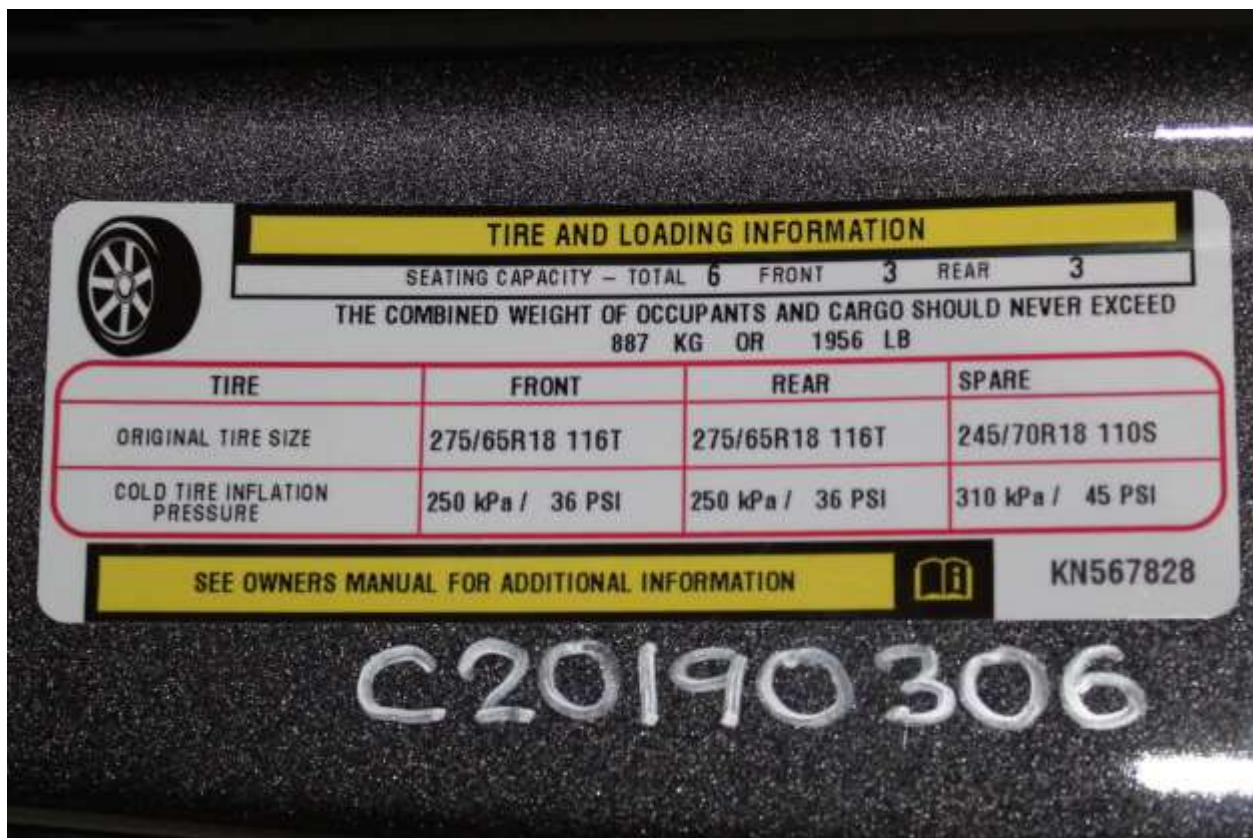 TIRE AND LOADING INFORMATION
SEATING CAPACITY – TOTAL 6 FRONT 3 REAR 3
THE COMBINED WEIGHT OF OCCUPANTS AND CARGO SHOULD NEVER EXCEED
887 KG OR 1956 LB
TIRE FRONT REAR SPARE
ORIGINAL TIRE SIZE 275/65R18 116T 275/65R18 116T 245/70R18 110S
COLD TIRE INFLATION
PRESSURE 250 kPa / 36 PSI 250 kPa / 36 PSI 310 kPa / 45 PSI
SEE OWNERS MANUAL FOR ADDITIONAL INFORMATION KN567828
C20190306